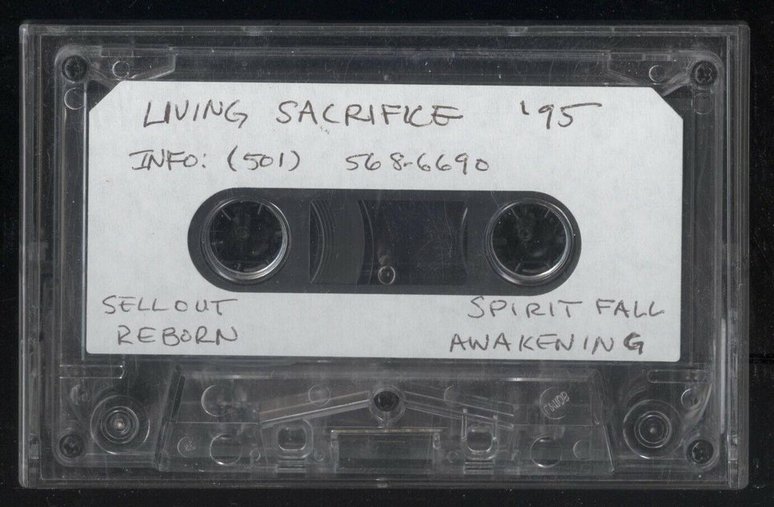 LIVING SACRIFICE '95
INFO: (501) 568-6690
SELLOUT
REBORN
SPIRIT FALL
AWAKENING